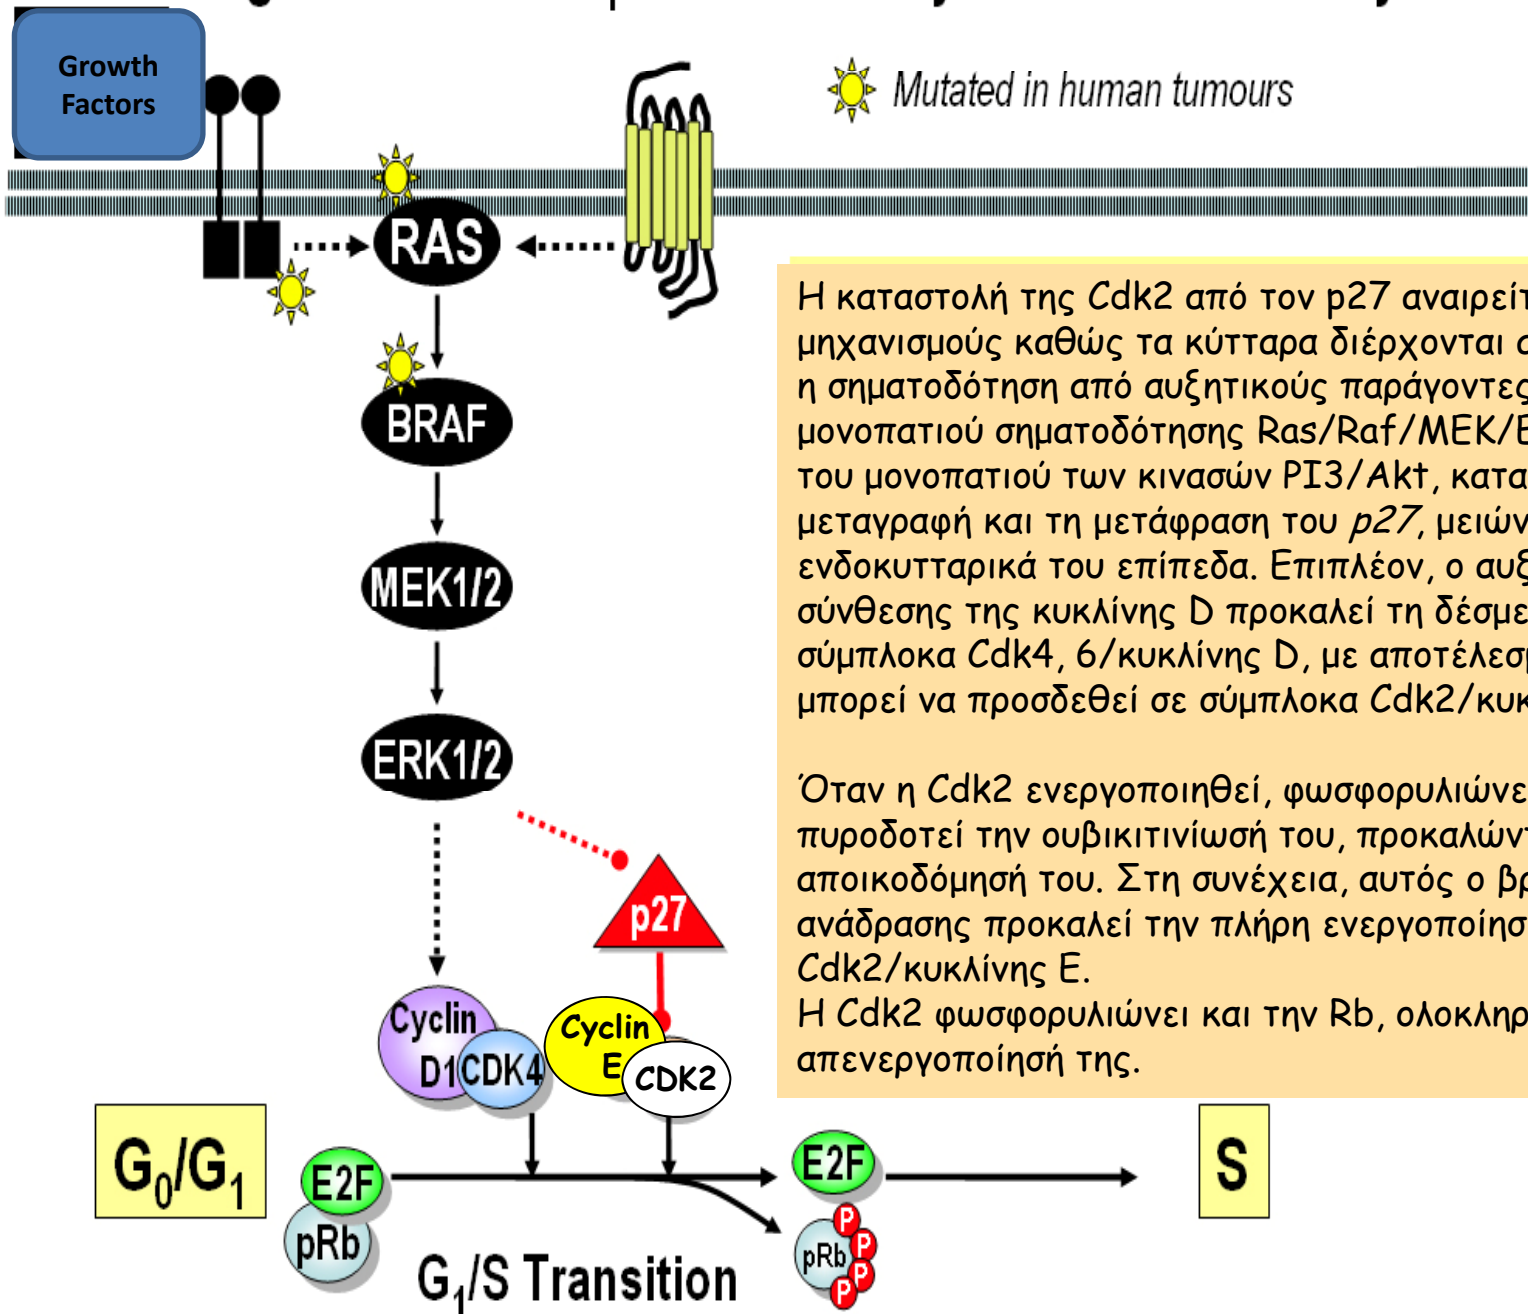 Growth
Factors
Mutated in human tumours
RAS
BRAF
MEK1/2
ERK1/2
p27
Cyclin
D1
CDK4
Cyclin
E
CDK2
Η καταστολή της Cdk2 από τον p27 αναιρείτ
μηχανισμούς καθώς τα κύτταρα διέρχονται
η σηματοδότηση από αυξητικούς παράγοντες
μονοπατιού σηματοδότησης Ras/Raf/MEK/E
του μονοπατιού των κινασών PI3/Akt, κατα
μεταγραφή και τη μετάφραση του p27, μειών
ενδοκυτταρικά του επίπεδα. Επιπλέον, ο αυξ
σύνθεσης της κυκλίνης D προκαλεί τη δέσμε
σύμπλοκα Cdk4, 6/κυκλίνης D, με αποτέλεσμ
μπορεί να προσδεθεί σε σύμπλοκα Cdk2/κυκ
Όταν η Cdk2 ενεργοποιηθεί, φωσφορυλιώνε
πυροδοτεί την ουβικιτινίωσή του, προκαλών
αποικοδόμησή του. Στη συνέχεια, αυτός ο βρ
ανάδρασης προκαλεί την πλήρη ενεργοποίησ
Cdk2/κυκλίνης E.
Η Cdk2 φωσφορυλιώνει και την Rb, ολοκληρ
απενεργοποίησή της.
G0/G1
E2F
pRb
E2F
pRb
P
P
P
P
S
G1/S Transition